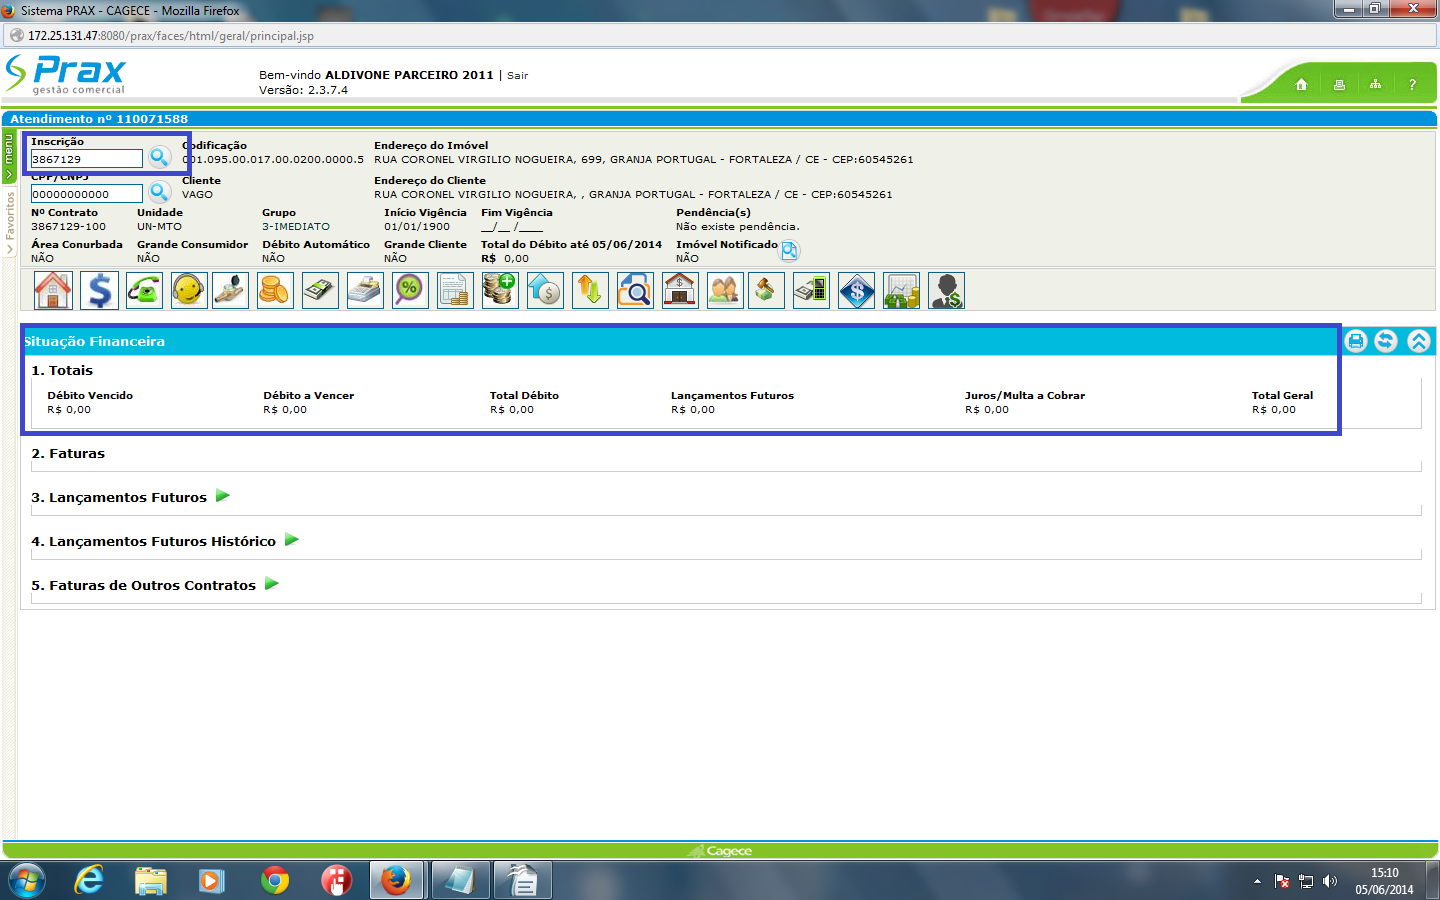 Sistema PRAX - CAGECE - Mozilla Firefox
172.25.131.47:8080/prax/faces/html/geral/principal.jsp
Prax
gestão comercial
Bem-vindo ALDIVONE PARCEIRO 2011 | Sair
Versão: 2.3.7.4
?
Atendimento nº 110071588
menu
Favoritos
Inscrição Codificação Endereço do Imóvel
3867129 001.095.00.017.00.0200.0000.5 RUA CORONEL VIRGILIO NOGUEIRA, 699, GRANJA PORTUGAL - FORTALEZA / CE - CEP:60545261
CPF/CNPJ Cliente Endereço do Cliente
00000000000 VAGO RUA CORONEL VIRGILIO NOGUEIRA, , GRANJA PORTUGAL - FORTALEZA / CE - CEP:60545261
Nº Contrato Unidade Grupo Início Vigência Fim Vigência Pendência(s)
3867129-100 UN-MTO 3-IMEDIATO 01/01/1900 __/__ /____ Não existe pendência.
Área Conurbada Grande Consumidor Débito Automático Grande Cliente Total do Débito até 05/06/2014 Imóvel Notificado
NÃO NÃO NÃO NÃO R$ 0,00 NÃO
Situação Financeira
1. Totais
Débito Vencido Débito a Vencer Total Débito Lançamentos Futuros Juros/Multa a Cobrar Total Geral
R$ 0,00 R$ 0,00 R$ 0,00 R$ 0,00 R$ 0,00 R$ 0,00
2. Faturas
3. Lançamentos Futuros
4. Lançamentos Futuros Histórico
5. Faturas de Outros Contratos
Cagece
15:10
05/06/2014